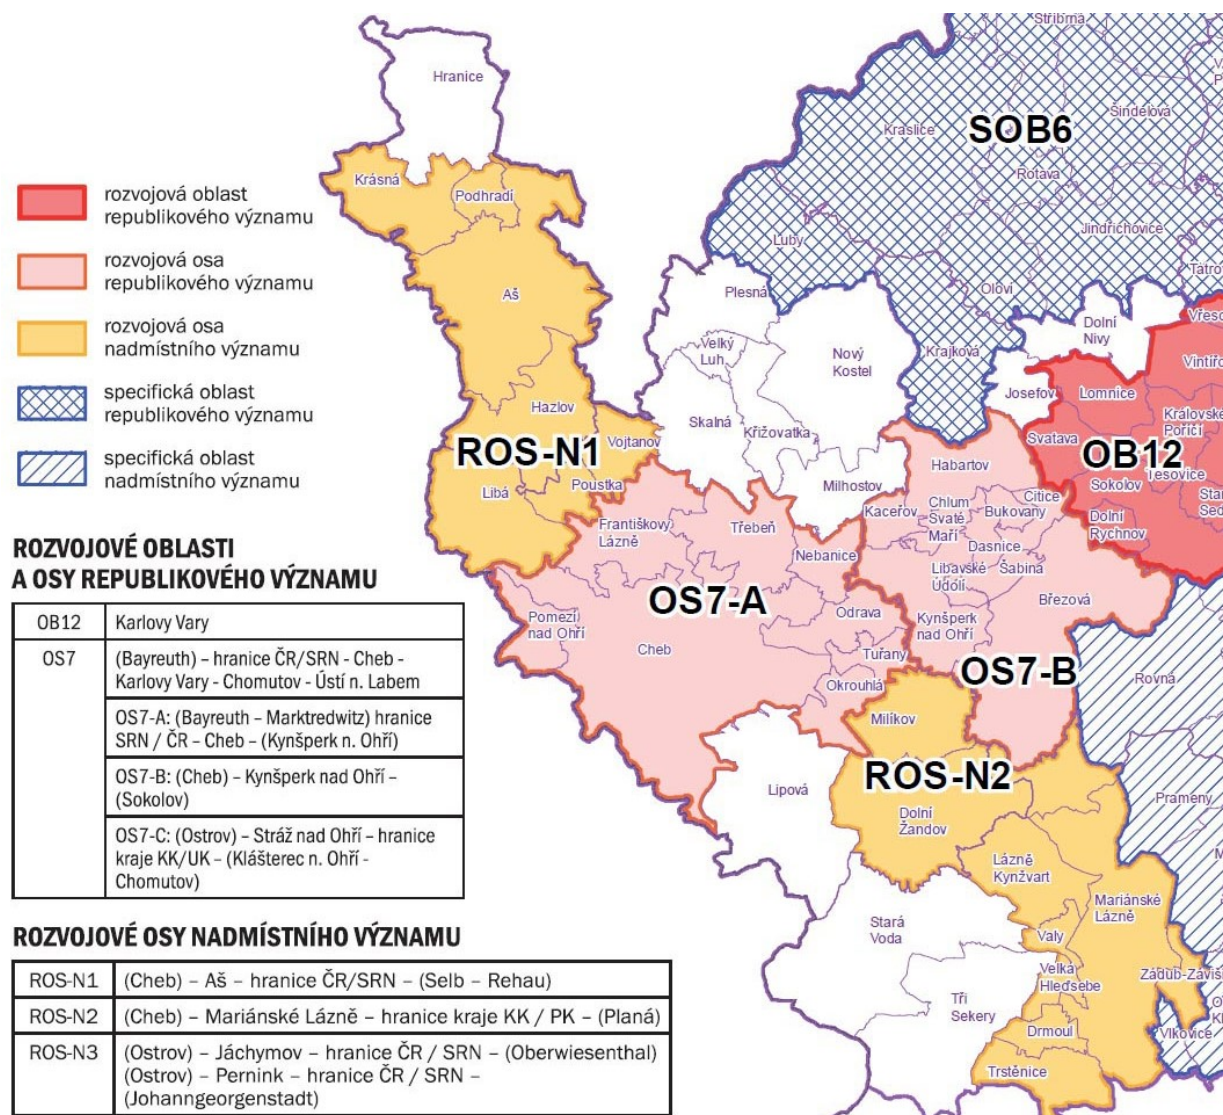 Stříbrná
Hranice
SOB6
Šindelova
Kraslice
Rotava
Krásná
Podhradí
rozvojová oblast
republikového významu
Jindřichovice
Luby
rozvojová osa
republikového významu
Plesná
Oloví
Aš
rozvojová osa
nadmístního významu
Dolní
Nivy
Velký
Luh
Nový
Kostel
Krajková
specifická oblast
republikového významu
Josefov
Lomnice
Hazlov
Skalná
Křižovatka
Královské
Poříčí
Vojtanov
Svatava
ROS-N1
OB12
specifická oblast
nadmístního významu
Libá
Poustka
Milhostov
Habartov
Sokolov
Těšovice
Kaceřov
Chlum
Svaté
Maří
Citice
Bukovany
Františkovy
Lázně
Třebeň
Dolní
Rychnov
ROZVOJOVÉ OBLASTI
A OSY REPUBLIKOVÉHO VÝZNAMU
Nebanice
Dasnice
Šabina
Libavské
Údolí
OS7-A
Březová
Pomezí
nad Ohří
Odrava
Kynšperk
nad Ohří
Cheb
Tuřany
OS7-B
Okrouhlá
Rovná
OB12 Karlovy Vary
OS7 (Bayreuth) – hranice ČR/SRN - Cheb -
Karlovy Vary - Chomutov - Ústí n. Labem
OS7-A: (Bayreuth – Marktredwitz) hranice
SRN / ČR – Cheb – (Kynšperk n. Ohří)
OS7-B: (Cheb) – Kynšperk nad Ohří –
(Sokolov)
OS7-C: (Ostrov) – Stráž nad Ohří – hranice
kraje KK/UK – (Klášterec n. Ohří -
Chomutov)
Milíkov
ROS-N2
Lipová
Prameny
Dolní
Žandov
Lázně
Kynžvart
Mariánské
Lázně
Stará
Voda
Valy
Velká
Hleďsebe
Zádub-Záviši
Tři
Sekery
Drmoul
Vlkovice
Trstěnice
ROZVOJOVÉ OSY NADMÍSTNÍHO VÝZNAMU
ROS-N1 (Cheb) – Aš – hranice ČR/SRN – (Selb – Rehau)
ROS-N2 (Cheb) – Mariánské Lázně – hranice kraje KK / PK – (Planá)
ROS-N3 (Ostrov) – Jáchymov – hranice ČR / SRN – (Oberwiesenthal)
(Ostrov) – Pernink – hranice ČR / SRN –
(Johanngeorgenstadt)